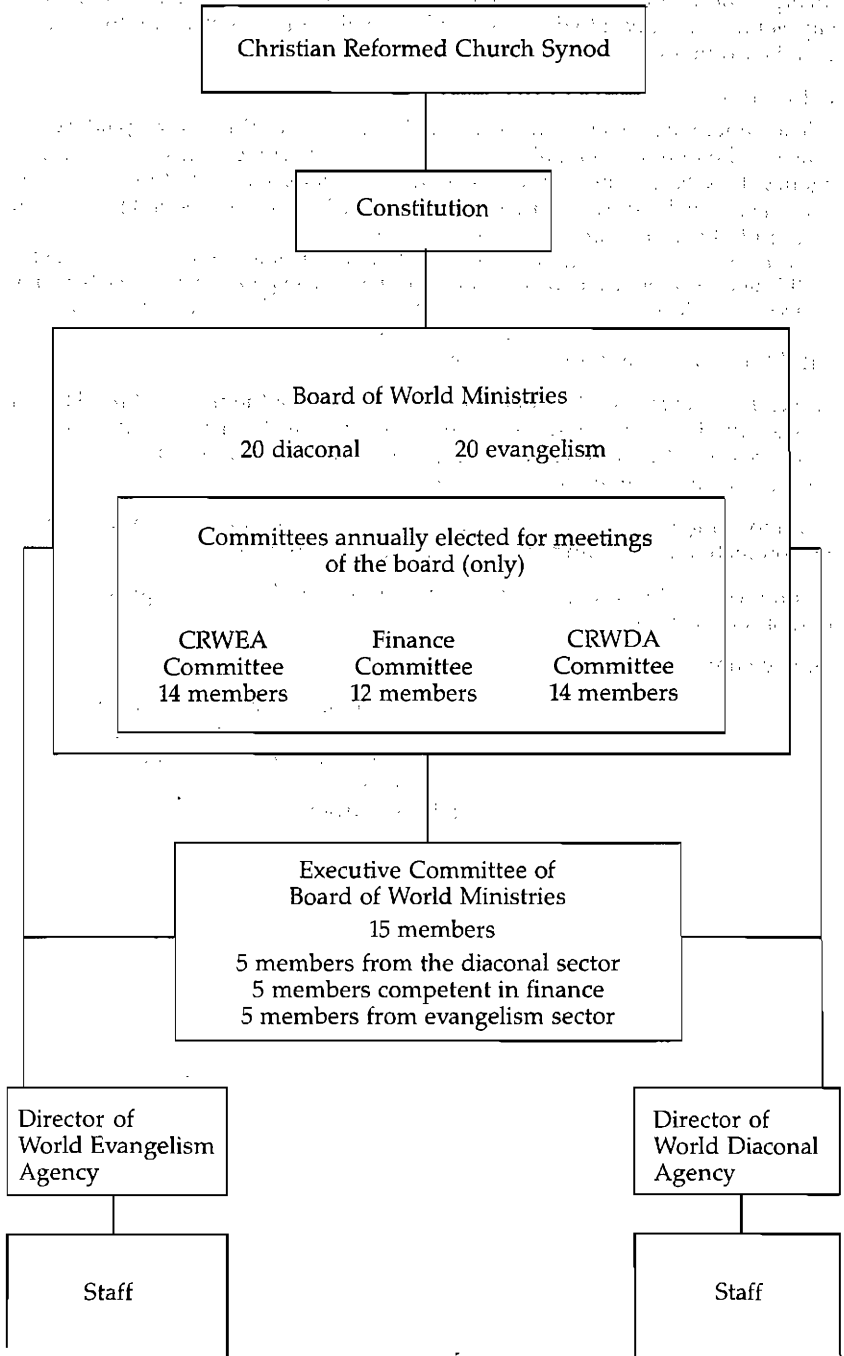 Christian Reformed Church Synod
Constitution
Board of World Ministries
20 diaconal 20 evangelism
Committees annually elected for meetings
of the board (only)
CRWEA
Committee
14 members
Finance
Committee
12 members
CRWDA
Committee
14 members
Executive Committee of
Board of World Ministries
15 members
5 members from the diaconal sector
5 members competent in finance
5 members from evangelism sector
Director of
World Evangelism
Agency
Director of
World Diaconal
Agency
Staff
Staff